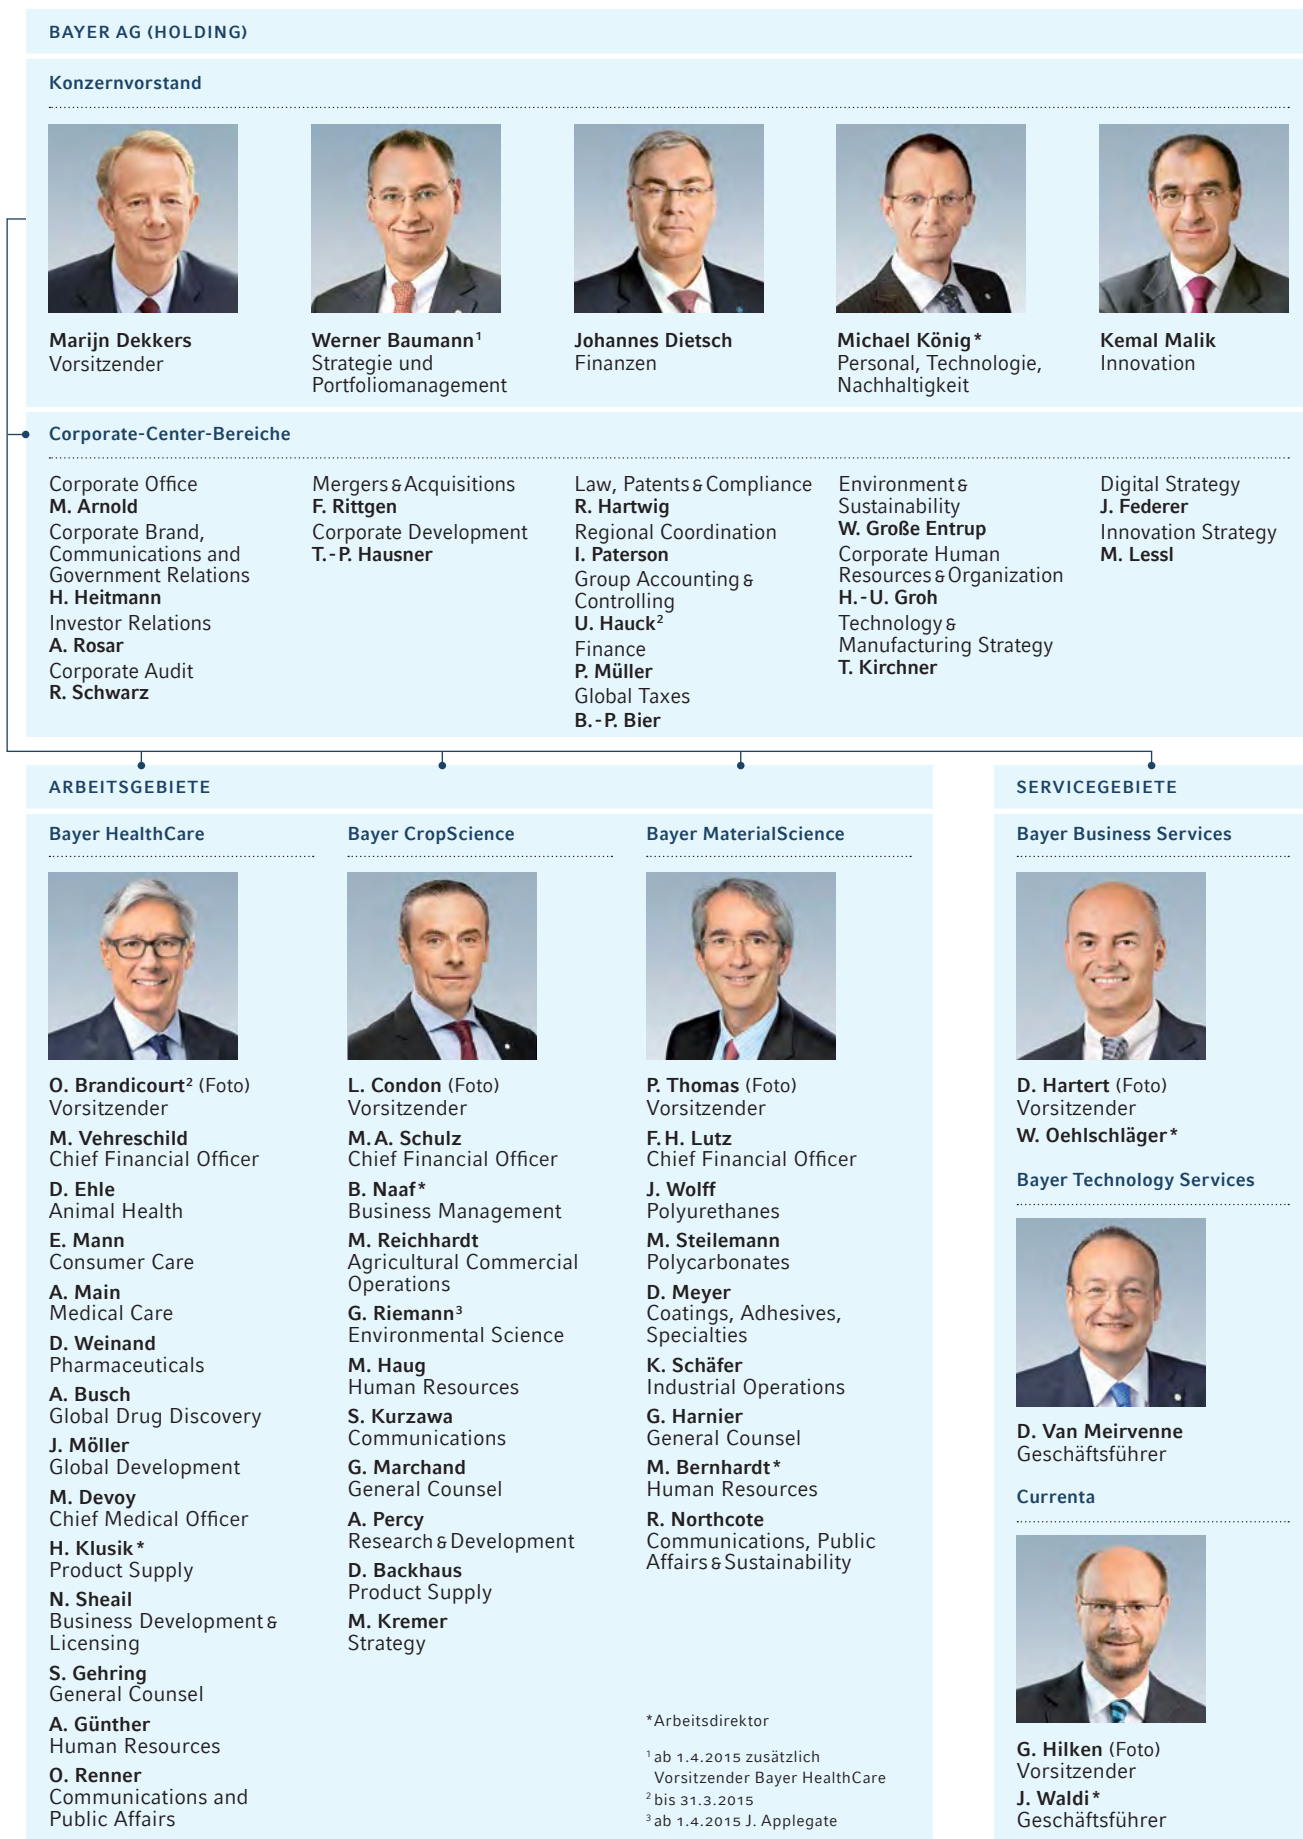 BAYER AG (HOLDING)
Konzernvorstand
Marijn Dekkers
Vorsitzender
Werner Baumann¹
Strategie und
Portfoliomanagement
Johannes Dietsch
Finanzen
Michael König*
Personal, Technologie,
Nachhaltigkeit
Kemal Malik
Innovation
Corporate-Center-Bereiche
Corporate Office
M. Arnold
Corporate Brand,
Communications and
Government Relations
H. Heitmann
Investor Relations
A. Rosar
Corporate Audit
R. Schwarz
Mergers & Acquisitions
F. Rittgen
Corporate Development
T.-P. Hausner
Law, Patents & Compliance
R. Hartwig
Regional Coordination
I. Paterson
Group Accounting &
Controlling
U. Hauck²
Finance
P. Müller
Global Taxes
B.-P. Bier
Environment &
Sustainability
W. Große Entrup
Corporate Human
Resources & Organization
H.-U. Groh
Technology &
Manufacturing Strategy
T. Kirchner
Digital Strategy
J. Federer
Innovation Strategy
M. Lessl
ARBEITSGEBIETE
Bayer HealthCare
O. Brandicourt² (Foto)
Vorsitzender
M. Vehreschild
Chief Financial Officer
D. Ehle
Animal Health
E. Mann
Consumer Care
A. Main
Medical Care
D. Weinand
Pharmaceuticals
A. Busch
Global Drug Discovery
J. Möller
Global Development
M. Devoy
Chief Medical Officer
H. Klusik*
Product Supply
N. Sheail
Business Development &
Licensing
S. Gehring
General Counsel
A. Günther
Human Resources
O. Renner
Communications and
Public Affairs
Bayer CropScience
L. Condon (Foto)
Vorsitzender
M. A. Schulz
Chief Financial Officer
B. Naaf*
Business Management
M. Reichhardt
Agricultural Commercial
Operations
G. Riemann³
Environmental Science
M. Haug
Human Resources
S. Kurzawa
Communications
G. Marchand
General Counsel
A. Percy
Research & Development
D. Backhaus
Product Supply
M. Kremer
Strategy
Bayer MaterialScience
P. Thomas (Foto)
Vorsitzender
F. H. Lutz
Chief Financial Officer
J. Wolff
Polyurethanes
M. Steilemann
Polycarbonates
D. Meyer
Coatings, Adhesives,
Specialties
K. Schäfer
Industrial Operations
G. Harnier
General Counsel
M. Bernhardt*
Human Resources
R. Northcote
Communications, Public
Affairs & Sustainability
*Arbeitsdirektor
¹ ab 1.4.2015 zusätzlich
Vorsitzender Bayer HealthCare
² bis 31.3.2015
³ ab 1.4.2015 J. Applegate
SERVICEGEBIETE
Bayer Business Services
D. Hartert (Foto)
Vorsitzender
W. Oehlschläger*
Bayer Technology Services
D. Van Meirvenne
Geschäftsführer
Currenta
G. Hilken (Foto)
Vorsitzender
J. Waldi*
Geschäftsführer